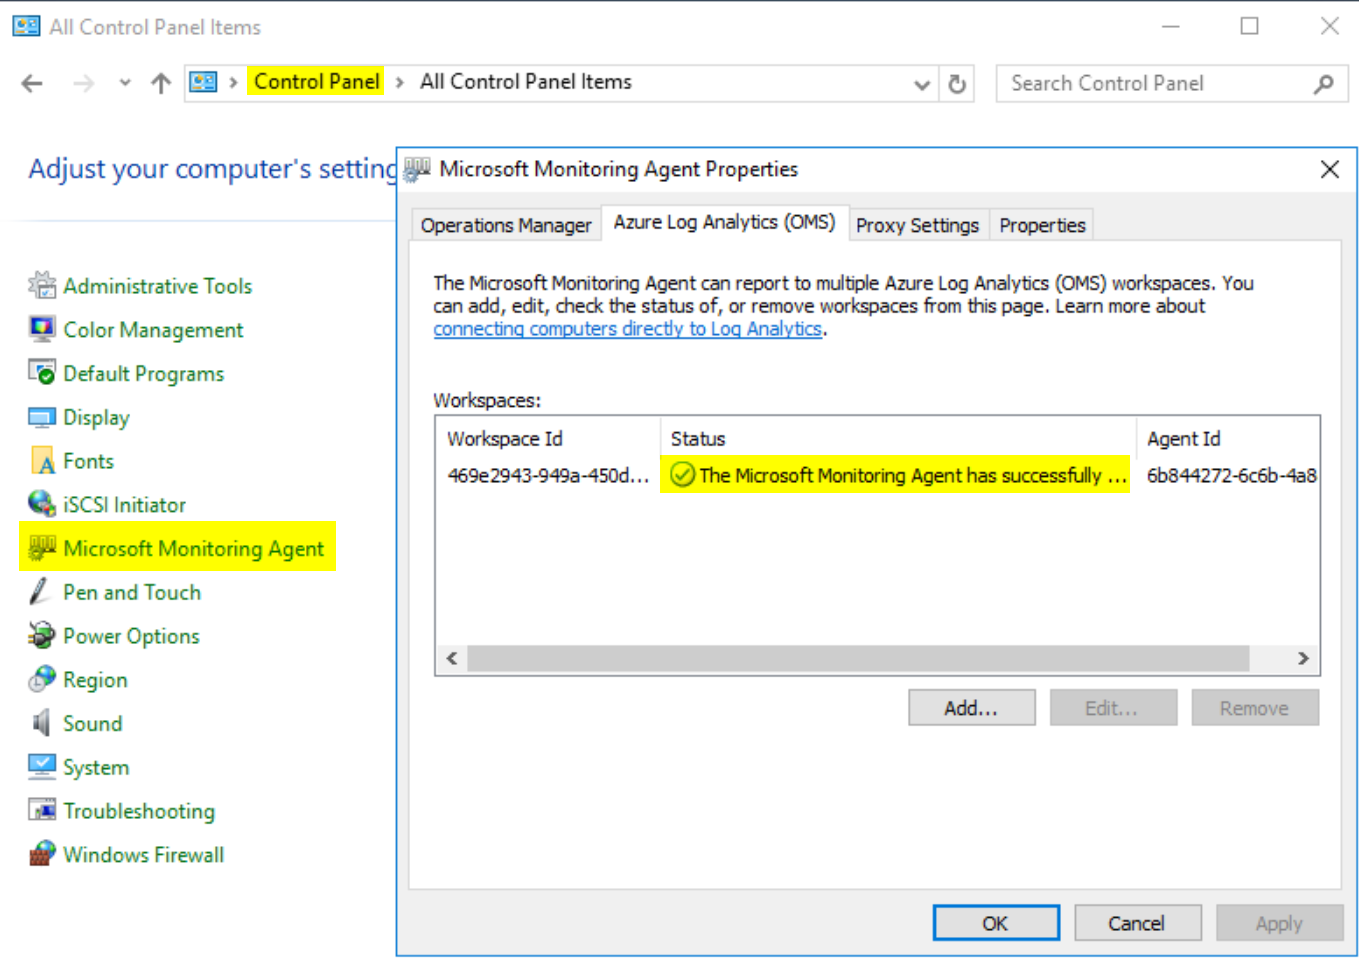 All Control Panel Items
Control Panel > All Control Panel Items
Search Control Panel
Adjust your computer's setting
Administrative Tools
Color Management
Default Programs
Display
Fonts
iSCSI Initiator
Microsoft Monitoring Agent
Pen and Touch
Power Options
Region
Sound
System
Troubleshooting
Windows Firewall
Microsoft Monitoring Agent Properties
Operations Manager
Azure Log Analytics (OMS)
Proxy Settings
Properties
The Microsoft Monitoring Agent can report to multiple Azure Log Analytics (OMS) workspaces. You
can add, edit, check the status of, or remove workspaces from this page. Learn more about
connecting computers directly to Log Analytics.
Workspaces:
Workspace Id Status Agent Id
469e2943-949a-450d... The Microsoft Monitoring Agent has successfully ... 6b844272-6c6b-4a8
Add... Edit... Remove
OK Cancel Apply